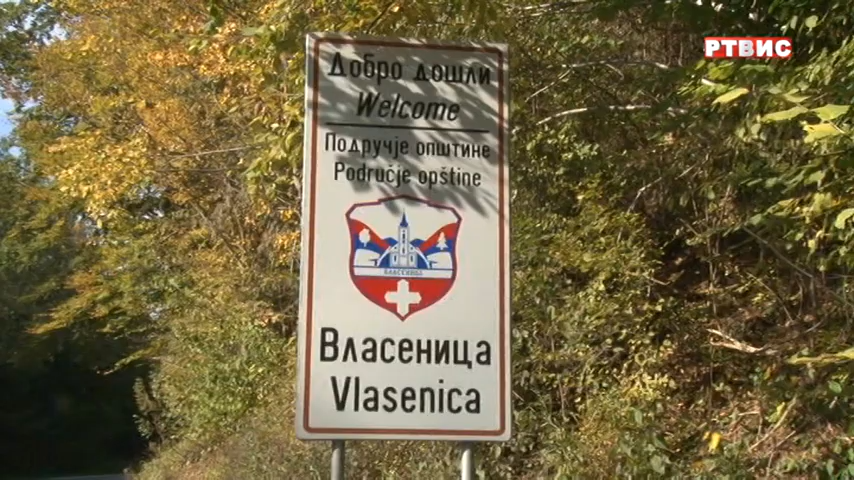 РТВИС
Добро дошли
Welcome
Подручје општине
Područje opštine
ВЛАСЕНИЦА
Власеница
Vlasenica